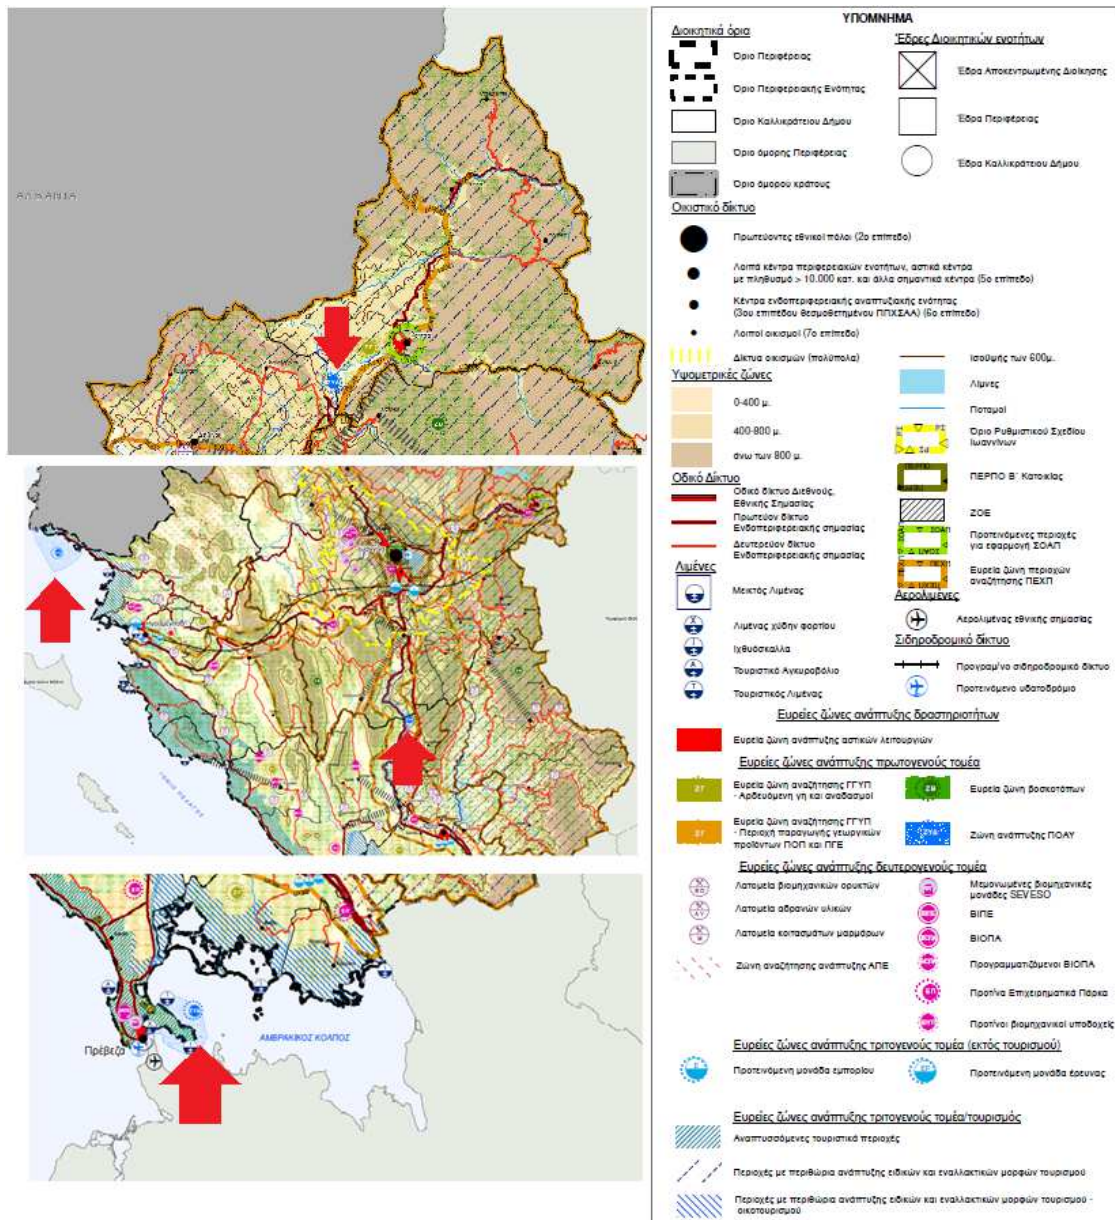 ΑΛΒΑΝΙΑ
ΑΜΒΡΑΚΙΚΟΣ ΚΟΛΠΟΣ
Πρέβεζα
ΥΠΟΜΝΗΜΑ
Διοικητικά όρια
Όριο Περιφέρειας
Όριο Περιφερειακής Ενότητας
Όριο Καλλικράτειου Δήμου
Όριο όμορης Περιφέρειας
Όριο όμορου κράτους
Έδρες Διοικητικών ενοτήτων
Έδρα Αποκεντρωμένης Διοίκησης
Έδρα Περιφέρειας
Έδρα Καλλικράτειου Δήμου
Οικιστικό δίκτυο
Πρωτεύοντες εθνικοί πόλοι (2ο επίπεδο)
Λοιπά κέντρα περιφερειακών ενοτήτων, αστικά κέντρα
με πληθυσμό > 10.000 κατ. και άλλα σημαντικά κέντρα (5ο επίπεδο)
Κέντρα ενδοπεριφερειακής αναπτυξιακής ενότητας
(3ου επιπέδου θεσμοθετημένου ΠΠΧΣΑΑ) (6ο επίπεδο)
Λοιποί οικισμοί (7ο επίπεδο)
Δίκτυα οικισμών (πολύπολα)
Υψομετρικές ζώνες
0-400 μ.
400-800 μ.
άνω των 800 μ.
Ισοϋψής των 600μ.
Λίμνες
Ποταμοί
Όριο Ρυθμιστικού Σχεδίου
Ιωαννίνων
ΠΕΡΠΟ Β΄ Κατοικίας
ΖΟΕ
Προτεινόμενες περιοχές
για εφαρμογή ΣΟΑΠ
Ευρεία ζώνη περιοχών
αναζήτησης ΠΕΧΠ
Οδικό Δίκτυο
Οδικό δίκτυο Διεθνούς,
Εθνικής Σημασίας
Πρωτεύον δίκτυο
Ενδοπεριφερειακής σημασίας
Δευτερεύον δίκτυο
Ενδοπεριφερειακής σημασίας
Λιμένες
Μεικτός Λιμένας
Λιμένας χύδην φορτίου
Ιχθυόσκαλλα
Τουριστικό Αγκυροβόλιο
Τουριστικός Λιμένας
Αερολιμένες
Αερολιμένας εθνικής σημασίας
Σιδηροδρομικό δίκτυο
Προγραμ/νο σιδηροδρομικό δίκτυο
Προτεινόμενο υδατοδρόμιο
Ευρείες ζώνες ανάπτυξης δραστηριοτήτων
Ευρεία ζώνη ανάπτυξης αστικών λειτουργιών
Ευρείες ζώνες ανάπτυξης πρωτογενούς τομέα
Ευρεία ζώνη αναζήτησης ΓΓΥΠ
- Αρδευόμενη γη και αναδασμοί
Ευρεία ζώνη βοσκοτόπων
Ευρεία ζώνη αναζήτησης ΓΓΥΠ
- Περιοχή παραγωγής γεωργικών
προϊόντων ΠΟΠ και ΠΓΕ
Ζώνη ανάπτυξης ΠΟΑΥ
Ευρείες ζώνες ανάπτυξης δευτερογενούς τομέα
Λατομεία βιομηχανικών ορυκτών
Λατομεία αδρανών υλικών
Λατομεία κοιτασμάτων μαρμάρων
Ζώνη αναζήτησης ανάπτυξης ΑΠΕ
Μεμονωμένες βιομηχανικές
μονάδες SEVESO
ΒΙΠΕ
ΒΙΟΠΑ
Προγραμματιζόμενοι ΒΙΟΠΑ
Προτ/να Επιχειρηματικά Πάρκα
Προτ/νοι βιομηχανικοί υποδοχείς
Ευρείες ζώνες ανάπτυξης τριτογενούς τομέα (εκτός τουρισμού)
Προτεινόμενη μονάδα εμπορίου
Προτεινόμενη μονάδα έρευνας
Ευρείες ζώνες ανάπτυξης τριτογενούς τομέα/τουρισμός
Αναπτυσσόμενες τουριστικά περιοχές
Περιοχές με περιθώρια ανάπτυξης ειδικών και εναλλακτικών μορφών τουρισμού
Περιοχές με περιθώρια ανάπτυξης ειδικών και εναλλακτικών μορφών τουρισμού -
οικοτουρισμού